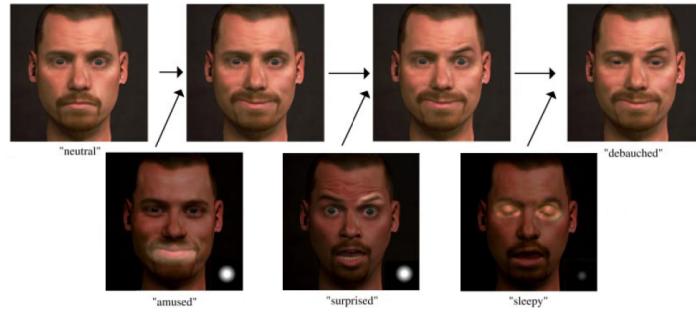 "neutral"
"debauched"
"amused"
"surprised"
"sleepy"